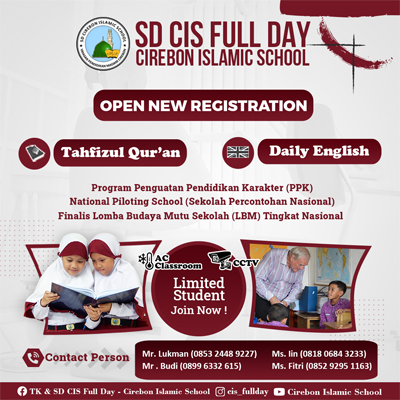 SD CIS FULL DAY
CIREBON ISLAMIC SCHOOL
OPEN NEW REGISTRATION
Tahfizul Qur'an
Daily English
Program Penguatan Pendidikan Karakter (PPK)
National Piloting School (Sekolah Percontohan Nasional)
Finalis Lomba Budaya Mutu Sekolah (LBM) Tingkat Nasional
AC Classroom
CCTV
Limited
Student
Join Now !
Contact Person
Mr. Lukman (0853 2448 9227)
Mr . Budi (0899 6332 615)
Ms. Iin (0818 0684 3233)
Ms. Fitri (0852 9295 1163)
TK & SD CIS Full Day - Cirebon Islamic School
cis_fullday
Cirebon Islamic School